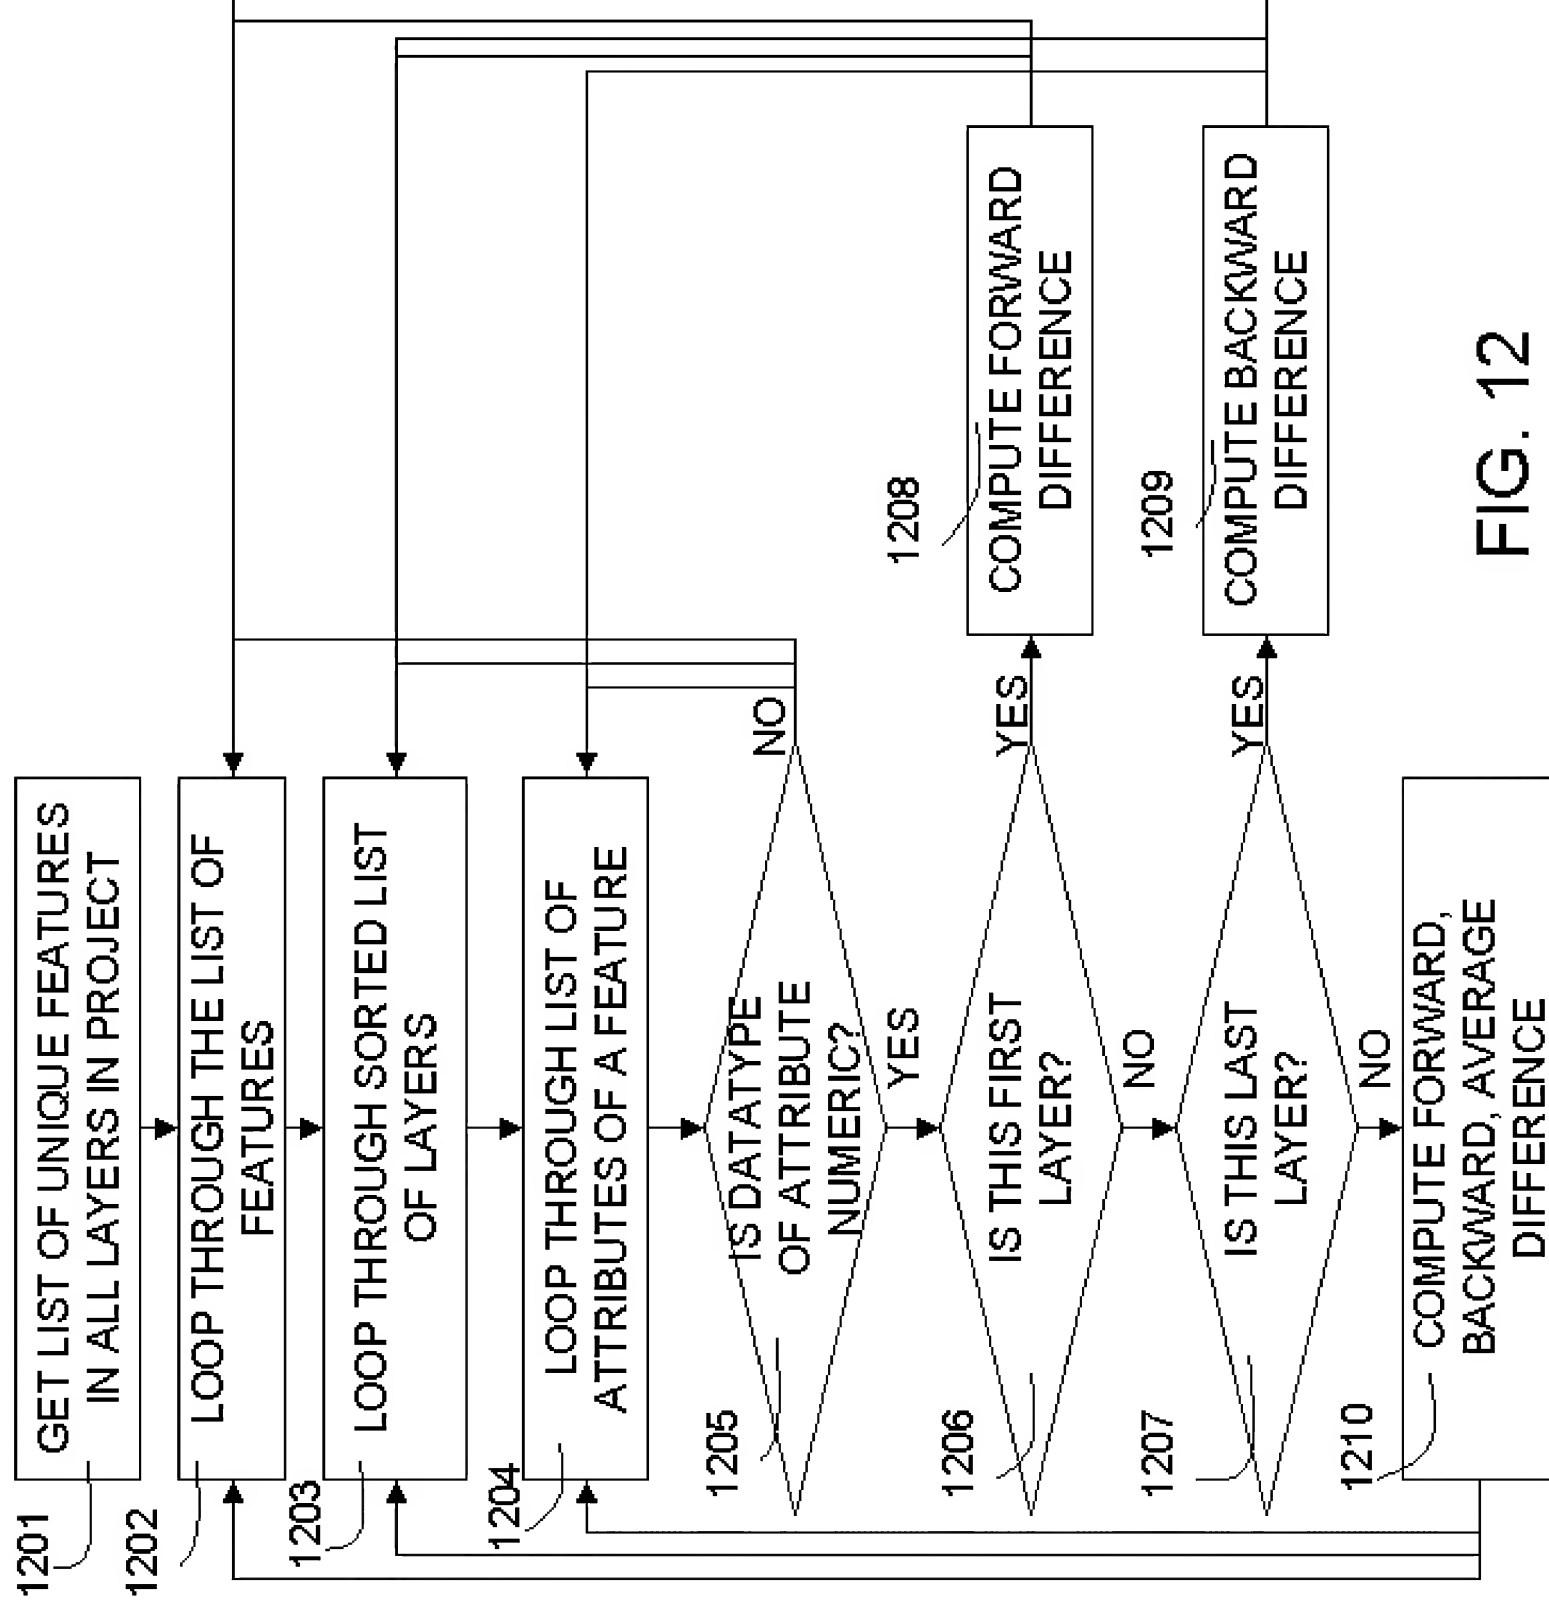 1201
GET LIST OF UNIQUE FEATURES
IN ALL LAYERS IN PROJECT
1202
LOOP THROUGH THE LIST OF
FEATURES
1203
LOOP THROUGH SORTED LIST
OF LAYERS
1204
LOOP THROUGH LIST OF
ATTRIBUTES OF A FEATURE
1205
IS DATATYPE
OF ATTRIBUTE
NUMERIC?
NO
YES
1206
IS THIS FIRST
LAYER?
YES
NO
1208
COMPUTE FORWARD
DIFFERENCE
1207
IS THIS LAST
LAYER?
YES
NO
1209
COMPUTE BACKWARD
DIFFERENCE
1210
COMPUTE FORWARD,
BACKWARD, AVERAGE
DIFFERENCE
FIG. 12